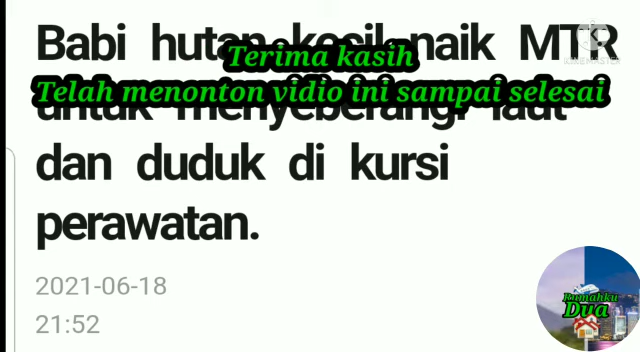 Babi hutan kecil naik MTR
Terima kasih
Telah menonton vidio ini sampai selesai
untuk menyeberangi laut
dan duduk di kursi
perawatan.
2021-06-18
21:52
Rumahku
Dua